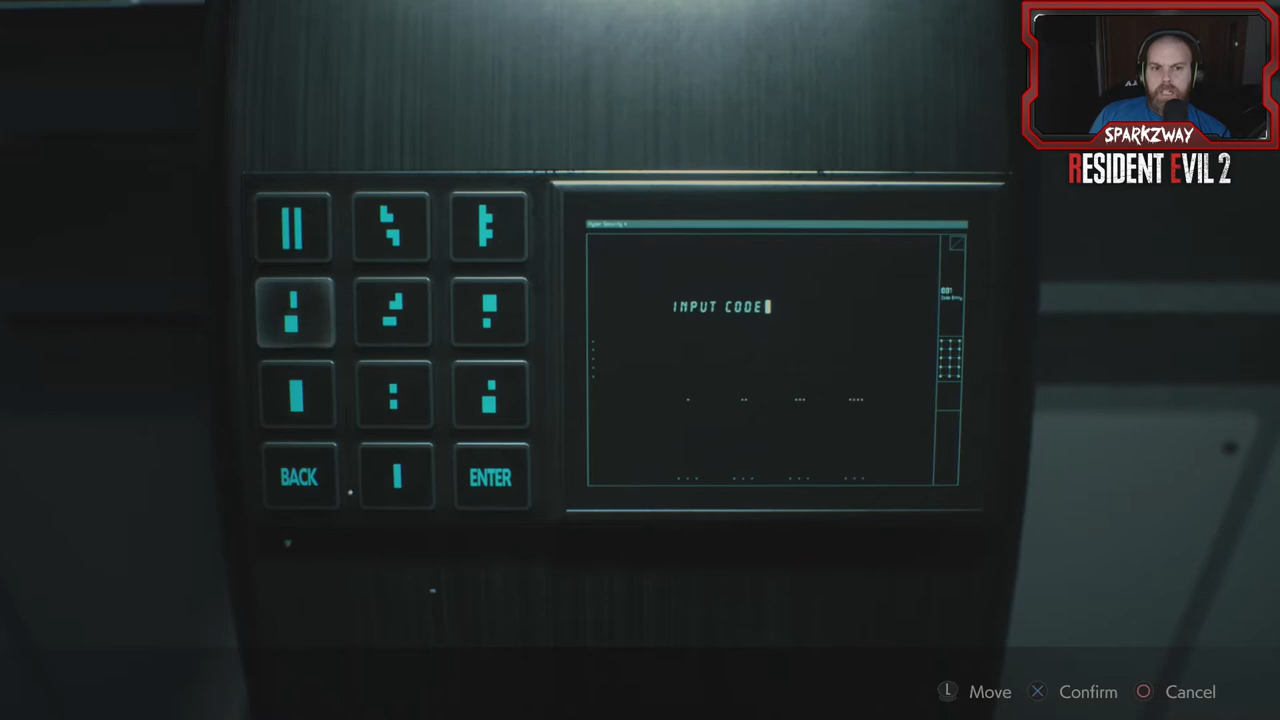 SPARKZWAY
RESIDENT EVIL 2
INPUT CODE
BACK
ENTER
Move
Confirm
Cancel